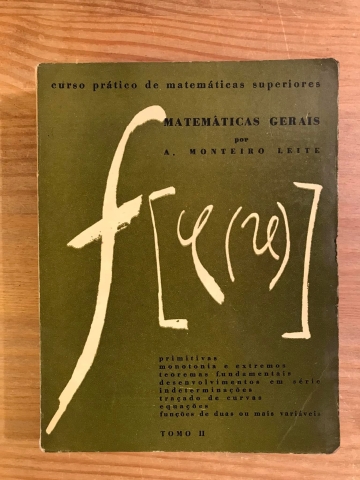 curso prático de matemáticas superiores
MATEMÁTICAS GERAIS
por
A. MONTEIRO LEITE
f[φ(x)]
primitivas
monotonia e extremos
teoremas fundamentais
desenvolvimentos em série
indeterminações
traçado de curvas
equações
funções de duas ou mais variáveis
TOMO II